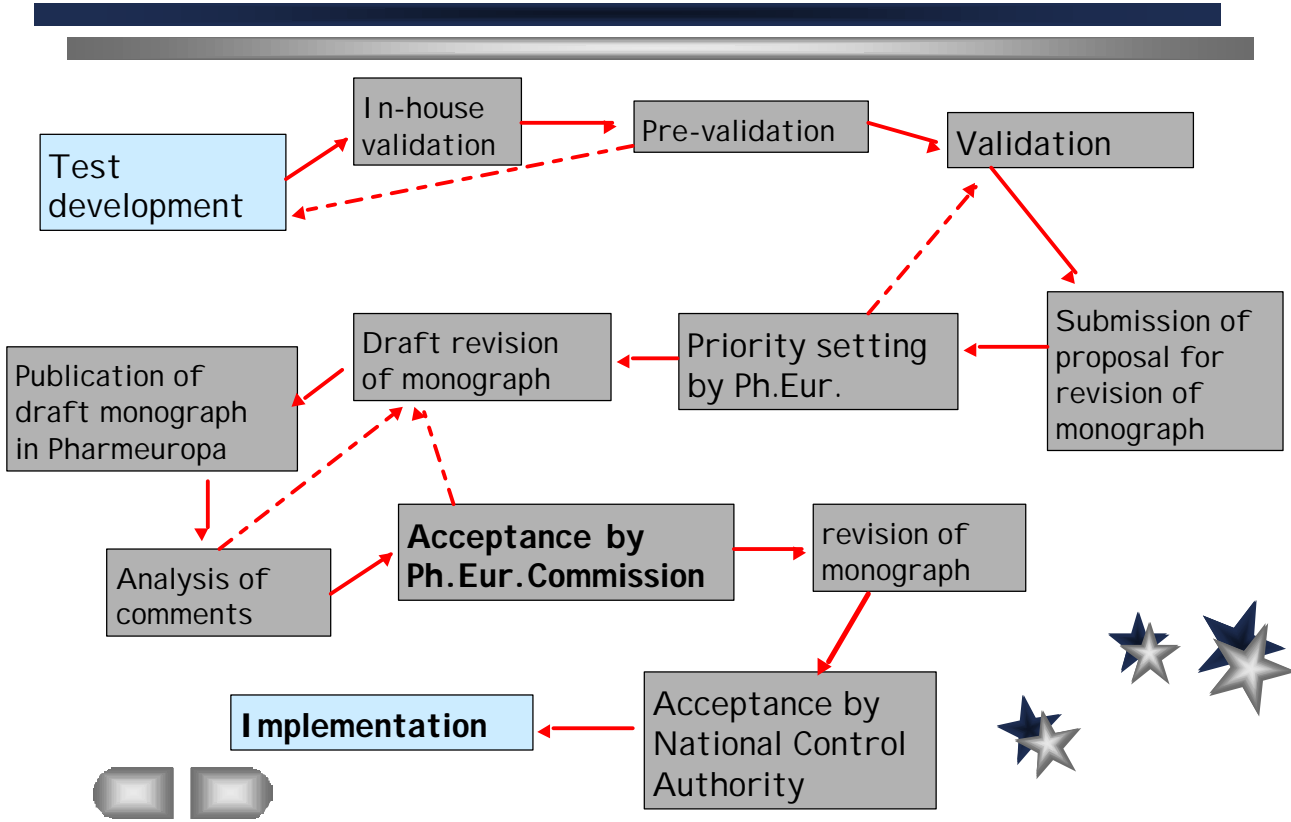 Test
development
In-house
validation
Pre-validation
Validation
Submission of
proposal for
revision of
monograph
Priority setting
by Ph.Eur.
Draft revision
of monograph
Publication of
draft monograph
in Pharmeuropa
Analysis of
comments
Acceptance by
Ph.Eur.Commission
revision of
monograph
Acceptance by
National Control
Authority
Implementation